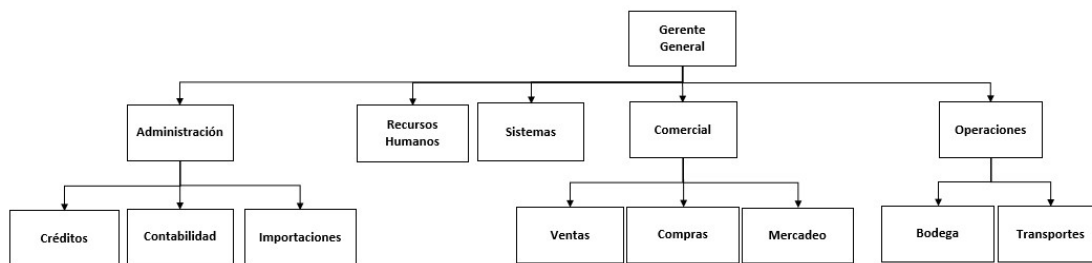 Gerente
General
Administración
Recursos
Humanos
Sistemas
Comercial
Operaciones
Créditos
Contabilidad
Importaciones
Ventas
Compras
Mercadeo
Bodega
Transportes